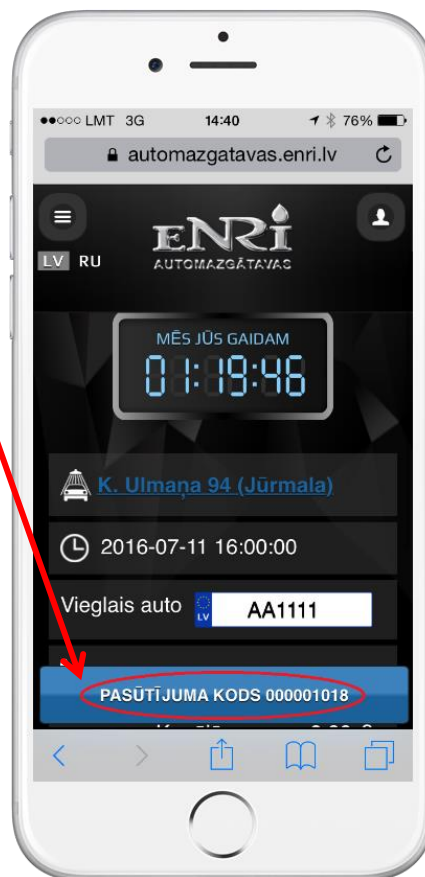 LMT 3G 14:40 76%
automazgatavas.enri.lv
ENRi
LV RU
AUTOMAZGĀTAVAS
MĒS JŪS GAIDAM
01:19:46
K. Ulmaņa 94 (Jūrmala)
2016-07-11 16:00:00
Vieglais auto LV AA1111
PASŪTĪJUMA KODS 000001018